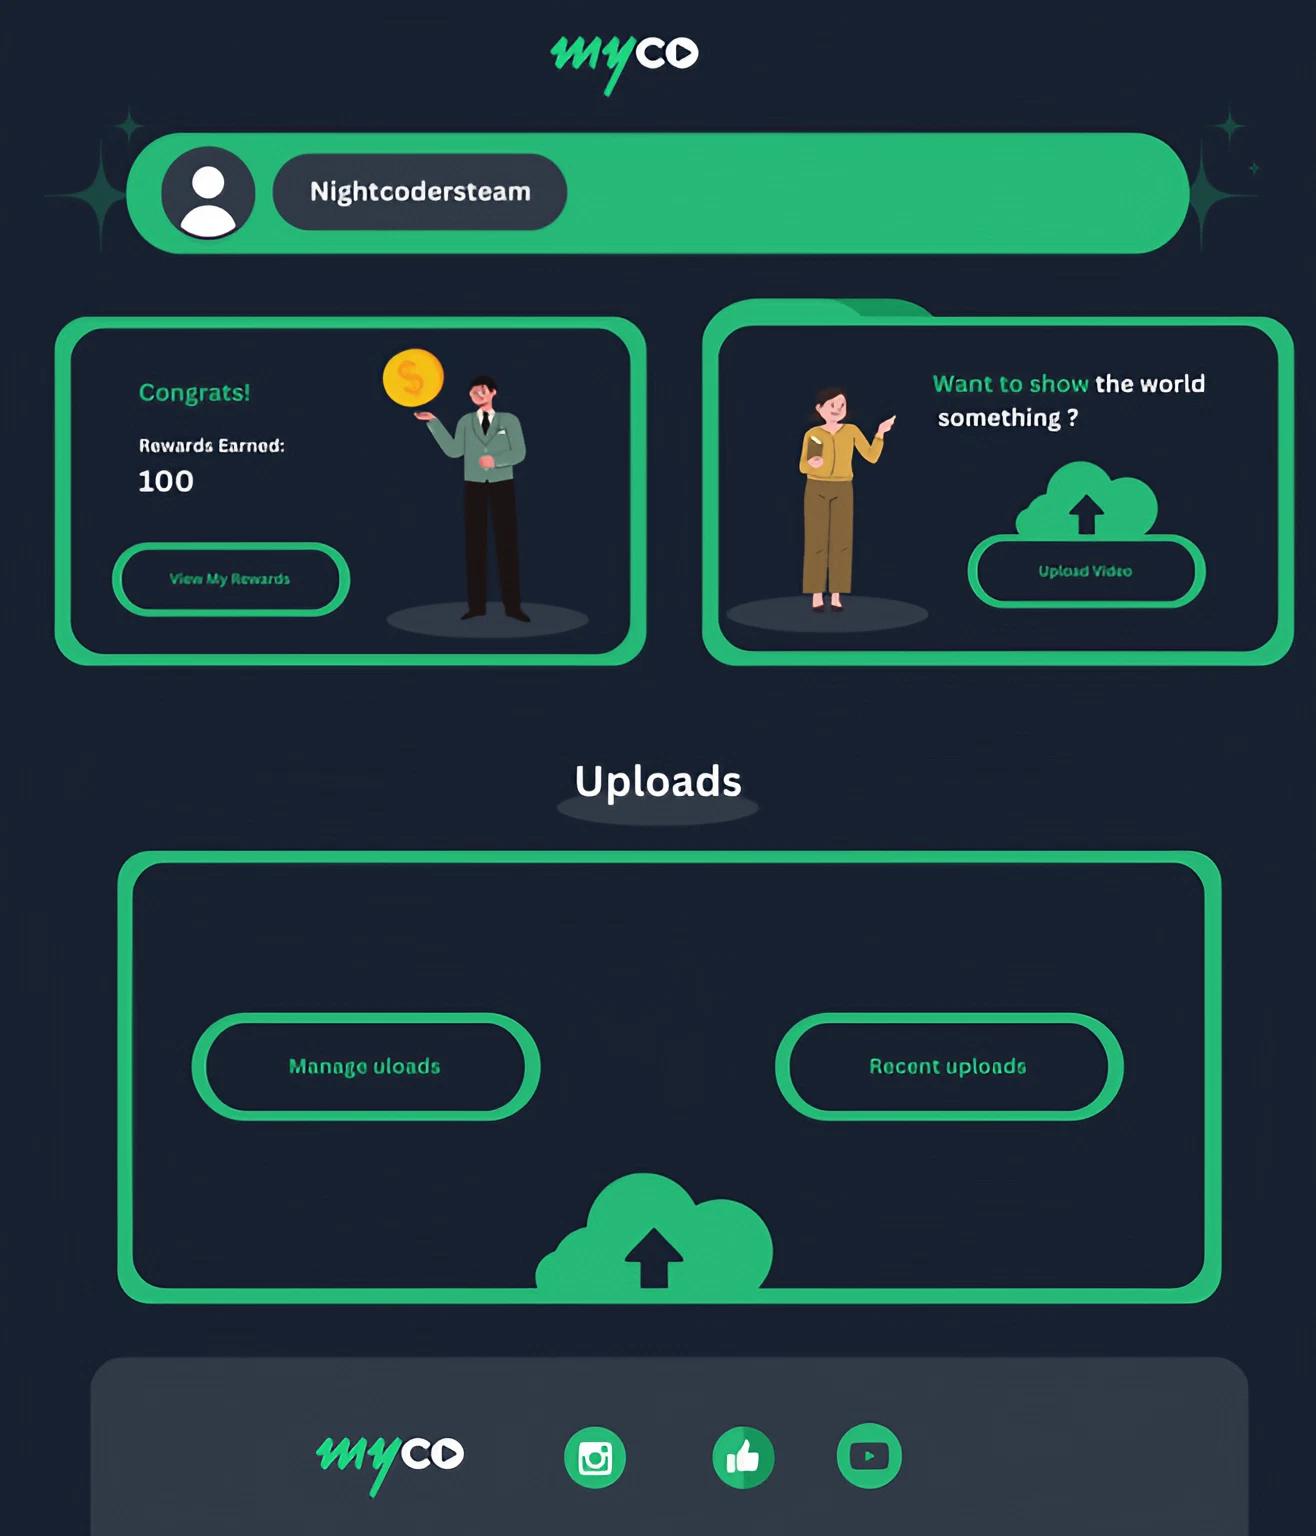 myco
Nightcodersteam
Congrats!
Rewards Earned:
100
View My Rewards
Want to show the world
something ?
Upload Video
Uploads
Manage uloads
Recent uploads
myco